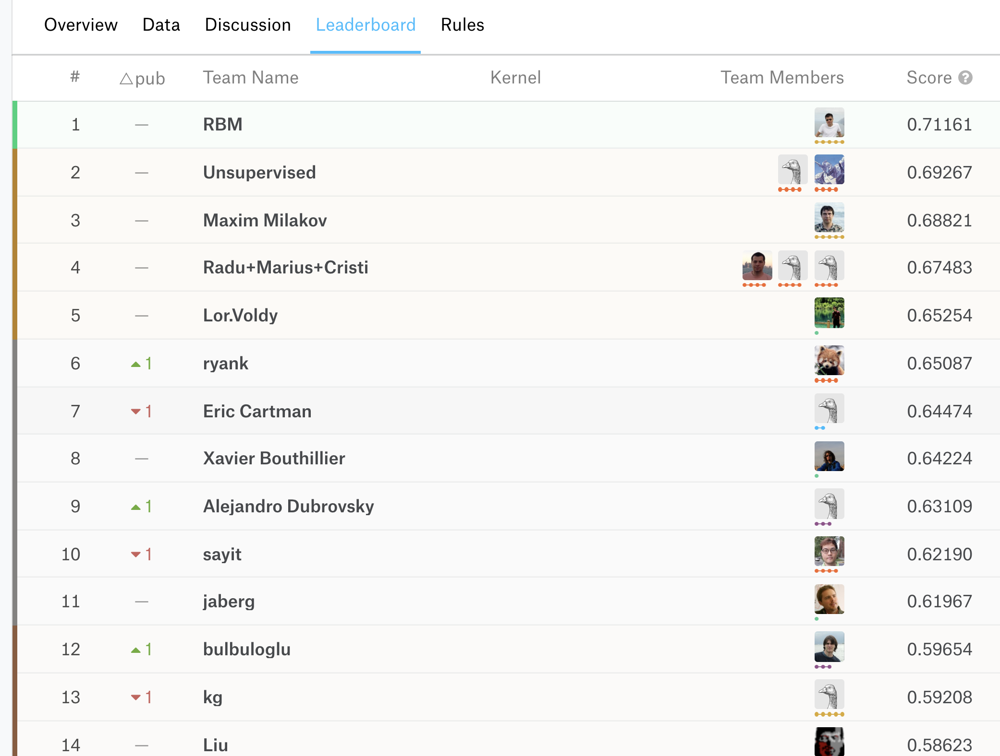 Overview Data Discussion Leaderboard Rules
# △pub Team Name Kernel Team Members Score ?
1 — RBM 0.71161
2 — Unsupervised 0.69267
3 — Maxim Milakov 0.68821
4 — Radu+Marius+Cristi 0.67483
5 — Lor.Voldy 0.65254
6 ▲1 ryank 0.65087
7 ▼1 Eric Cartman 0.64474
8 — Xavier Bouthillier 0.64224
9 ▲1 Alejandro Dubrovsky 0.63109
10 ▼1 sayit 0.62190
11 — jaberg 0.61967
12 ▲1 bulbuloglu 0.59654
13 ▼1 kg 0.59208
14 — Liu 0.58623